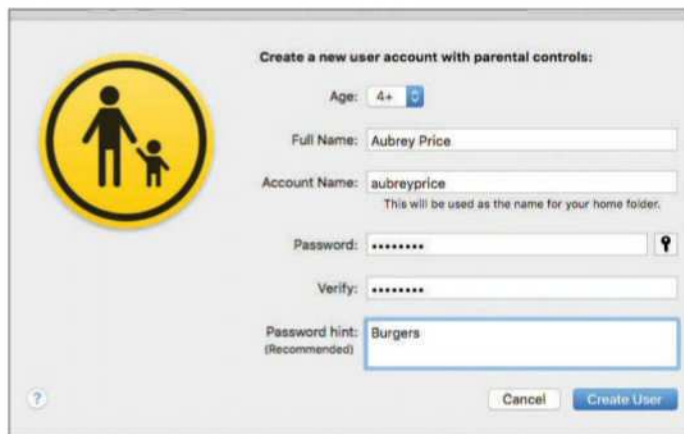 Create a new user account with parental controls:
Age: 4+
Full Name: Aubrey Price
Account Name: aubreyprice
This will be used as the name for your home folder.
Password: ••••••••
Verify: ••••••••
Password hint: Burgers
(Recommended)
? Cancel Create User